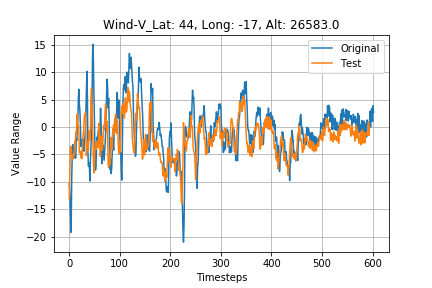 Wind-V_Lat: 44, Long: -17, Alt: 26583.0
Original
Test
Value Range
15
10
5
0
−5
−10
−15
−20
0 100 200 300 400 500 600
Timesteps